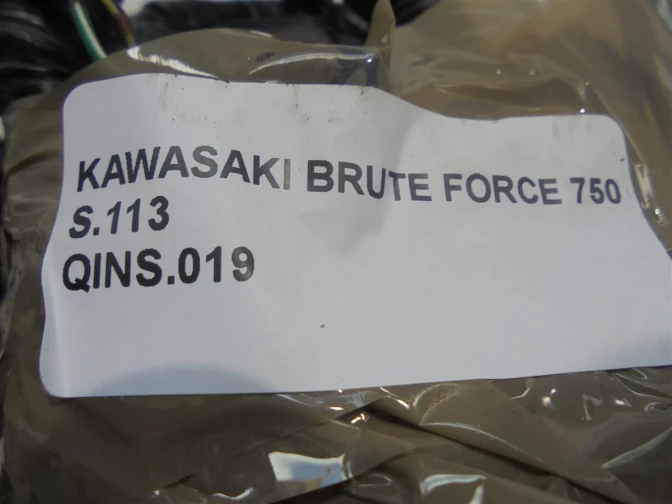 KAWASAKI BRUTE FORCE 750
S.113
QINS.019